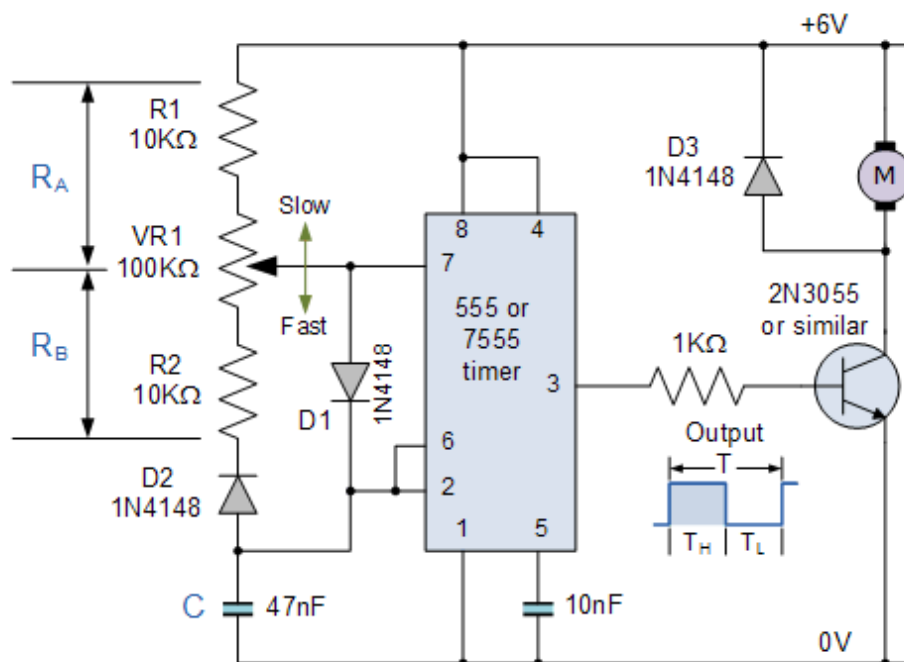 +6V
R1
10KΩ
RA
D3
1N4148
M
Slow
VR1
100KΩ
8
4
7
555 or
7555
timer
2N3055
or similar
Fast
RB
R2
10KΩ
1N4148
D1
1KΩ
3
6
2
Output
T
D2
1N4148
1
5
TH
TL
C
47nF
10nF
0V